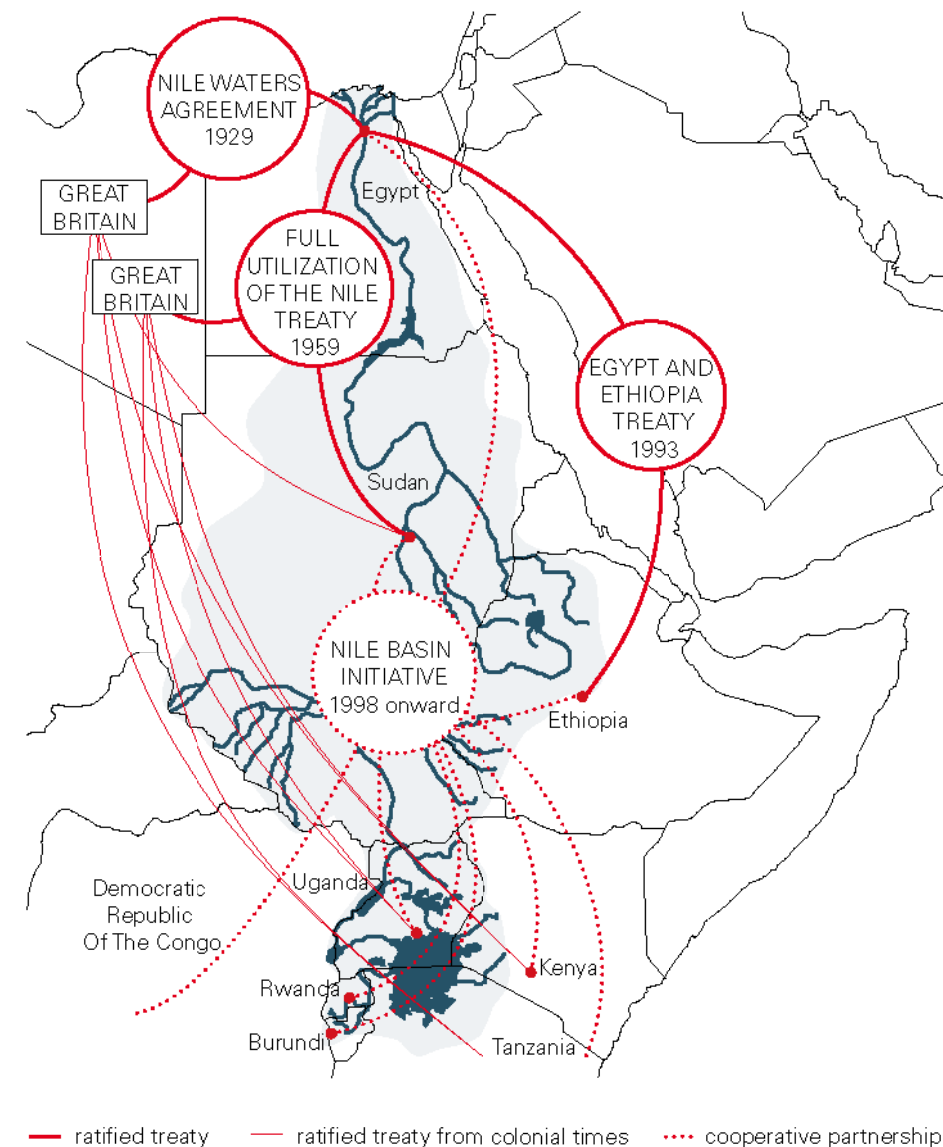 NILE WATERS
AGREEMENT
1929
GREAT
BRITAIN
Egypt
FULL
UTILIZATION
OF THE NILE
TREATY
1959
GREAT
BRITAIN
EGYPT AND
ETHIOPIA
TREATY
1993
Sudan
NILE BASIN
INITIATIVE
1998 onward
Ethiopia
Uganda
Democratic
Republic
Of The Congo
Kenya
Rwanda
Burundi
Tanzania
ratified treaty
ratified treaty from colonial times
cooperative partnership